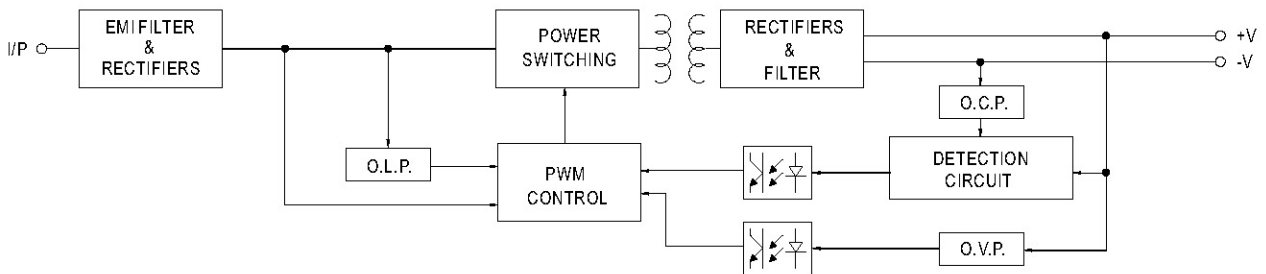 I/P
EMI FILTER
&
RECTIFIERS
POWER
SWITCHING
RECTIFIERS
&
FILTER
+V
-V
O.C.P.
O.L.P.
PWM
CONTROL
DETECTION
CIRCUIT
O.V.P.